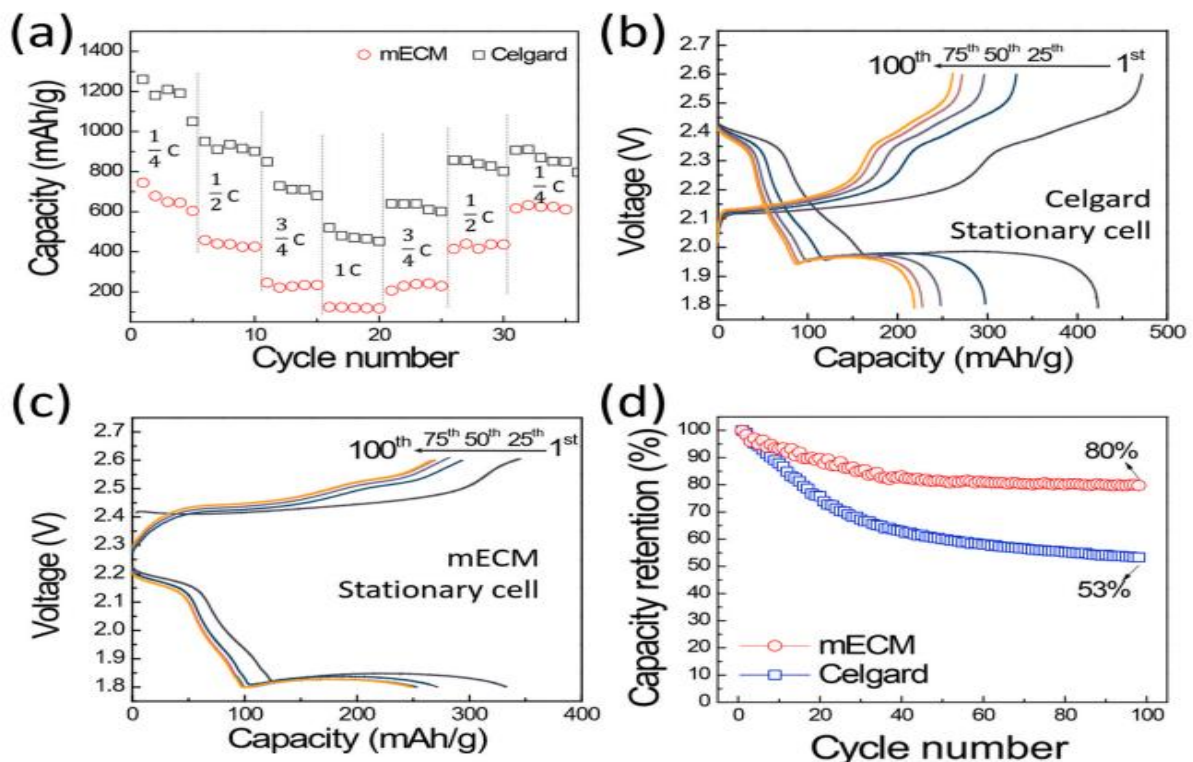 (a)
1400
1200
1000
800
600
400
200
Capacity (mAh/g)
mECM Celgard
1/4 C
1/2 C
3/4 C
1C
3/4 C
1/2 C
1/4 C
0 10 20 30
Cycle number
(b)
2.7
2.6
2.5
2.4
2.3
2.2
2.1
2.0
1.9
1.8
Voltage (V)
100th 75th 50th 25th 1st
Celgard
Stationary cell
0 100 200 300 400 500
Capacity (mAh/g)
(c)
2.7
2.6
2.5
2.4
2.3
2.2
2.1
2.0
1.9
1.8
Voltage (V)
100th 75th 50th 25th 1st
mECM
Stationary cell
0 100 200 300 400
Capacity (mAh/g)
(d)
100
90
80
70
60
50
40
30
20
10
0
Capacity retention (%)
80%
53%
mECM
Celgard
0 20 40 60 80 100
Cycle number